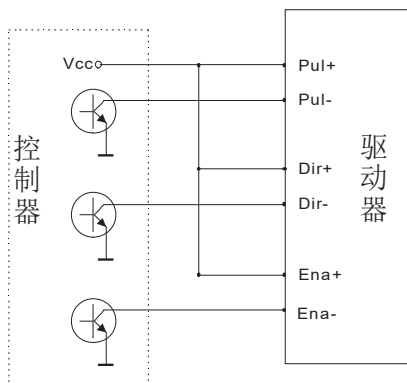 Vcc
Pul+
Pul-
控制器
驱动器
Dir+
Dir-
Ena+
Ena-